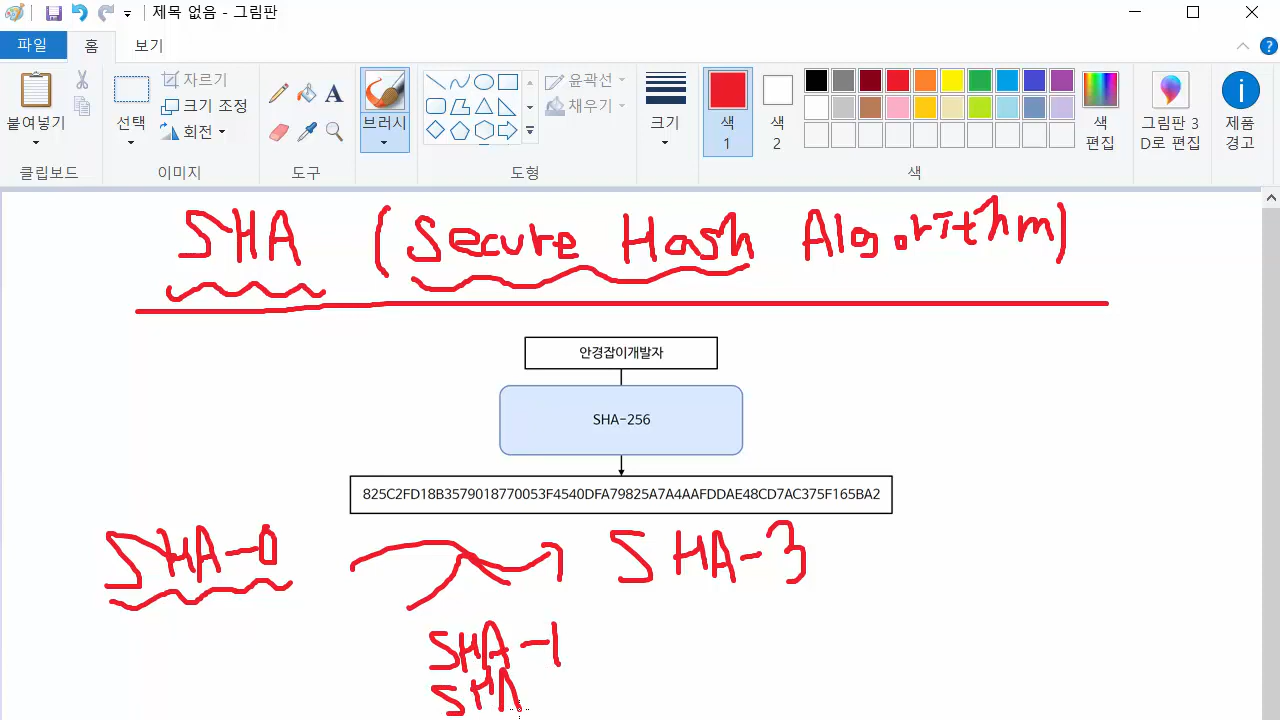 제목 없음 - 그림판
파일 홈 보기
붙여넣기
클립보드
선택
자르기
크기 조정
회전
이미지
A
도구
브러시
윤곽선
채우기
도형
크기
색 1
색 2
색 편집
색
그림판 3D로 편집
제품 경고
SHA (Secure Hash Algorithm)
안경잡이개발자
SHA-256
825C2FD18B3579018770053F4540DFA79825A7A4AAFDDAE48CD7AC375F165BA2
SHA-0 SHA-3
SHA-1
SHA